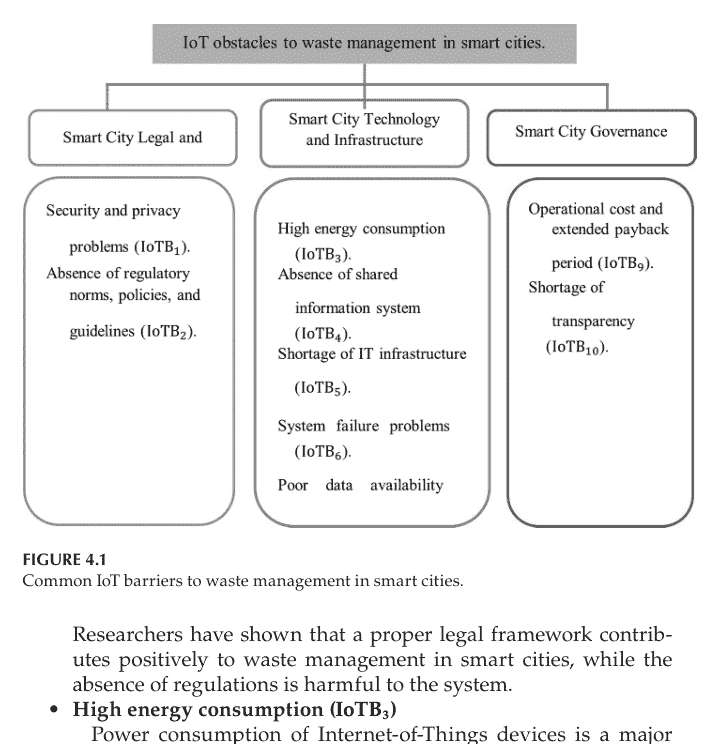 IoT obstacles to waste management in smart cities.
Smart City Legal and
Smart City Technology
and Infrastructure
Smart City Governance
Security and privacy
problems (IoTB₁).
Absence of regulatory
norms, policies, and
guidelines (IoTB₂).
High energy consumption
(IoTB₃).
Absence of shared
information system
(IoTB₄).
Shortage of IT infrastructure
(IoTB₅).
System failure problems
(IoTB₆).
Poor data availability
Operational cost and
extended payback
period (IoTB₉).
Shortage of
transparency
(IoTB₁₀).
FIGURE 4.1
Common IoT barriers to waste management in smart cities.
Researchers have shown that a proper legal framework contrib-
utes positively to waste management in smart cities, while the
absence of regulations is harmful to the system.
• High energy consumption (IoTB₃)
Power consumption of Internet-of-Things devices is a major